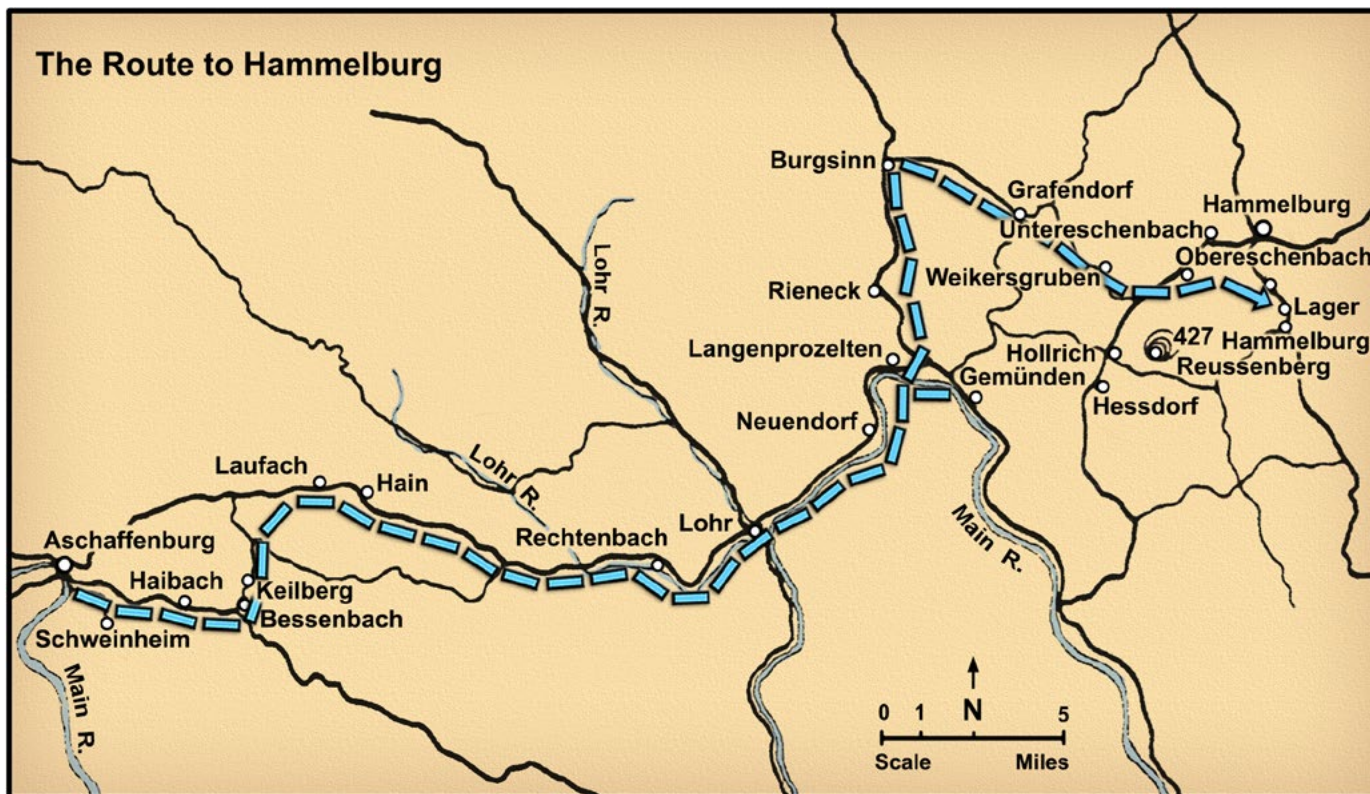 The Route to Hammelburg
Burgsinn
Grafendorf
Hammelburg
Untereschenbach
Obereschenbach
Weikersgruben
Lohr R.
Rieneck
Lager
Hammelburg
427
Reussenberg
Langenprozelten
Hollrich
Gemünden
Hessdorf
Neuendorf
Laufach
Hain
Lohr R.
Rechtenbach
Lohr
Main R.
Aschaffenburg
Haibach
Keilberg
Bessenbach
Schweinheim
Main R.
0 1 N 5
Scale Miles